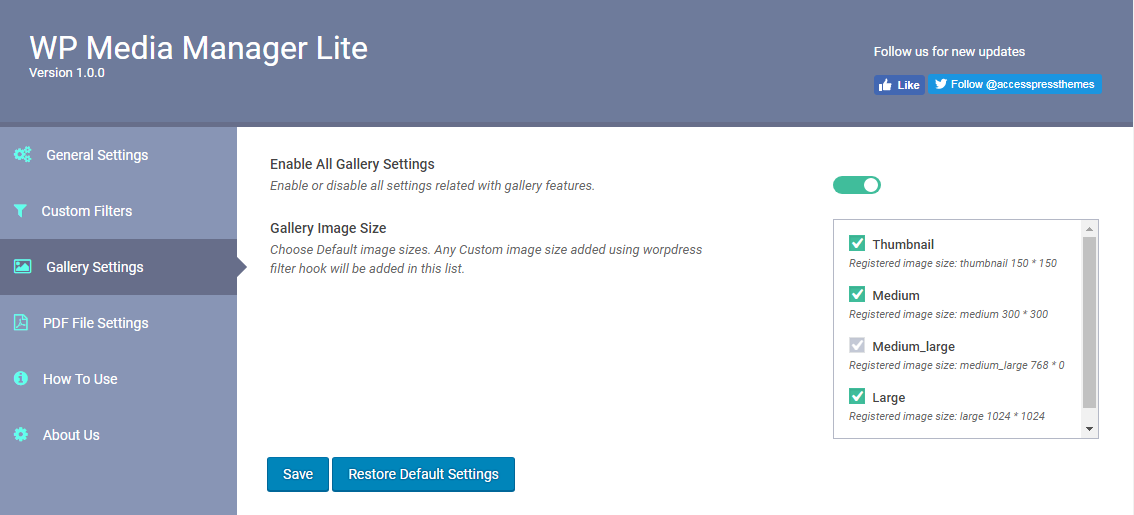 WP Media Manager Lite
Version 1.0.0
Follow us for new updates
Like
Follow @accesspressthemes
General Settings
Custom Filters
Gallery Settings
PDF File Settings
How To Use
About Us
Enable All Gallery Settings
Enable or disable all settings related with gallery features.
Gallery Image Size
Choose Default image sizes. Any Custom image size added using worpdress
filter hook will be added in this list.
Thumbnail
Registered image size: thumbnail 150 * 150
Medium
Registered image size: medium 300 * 300
Medium_large
Registered image size: medium_large 768 * 0
Large
Registered image size: large 1024 * 1024
Save
Restore Default Settings